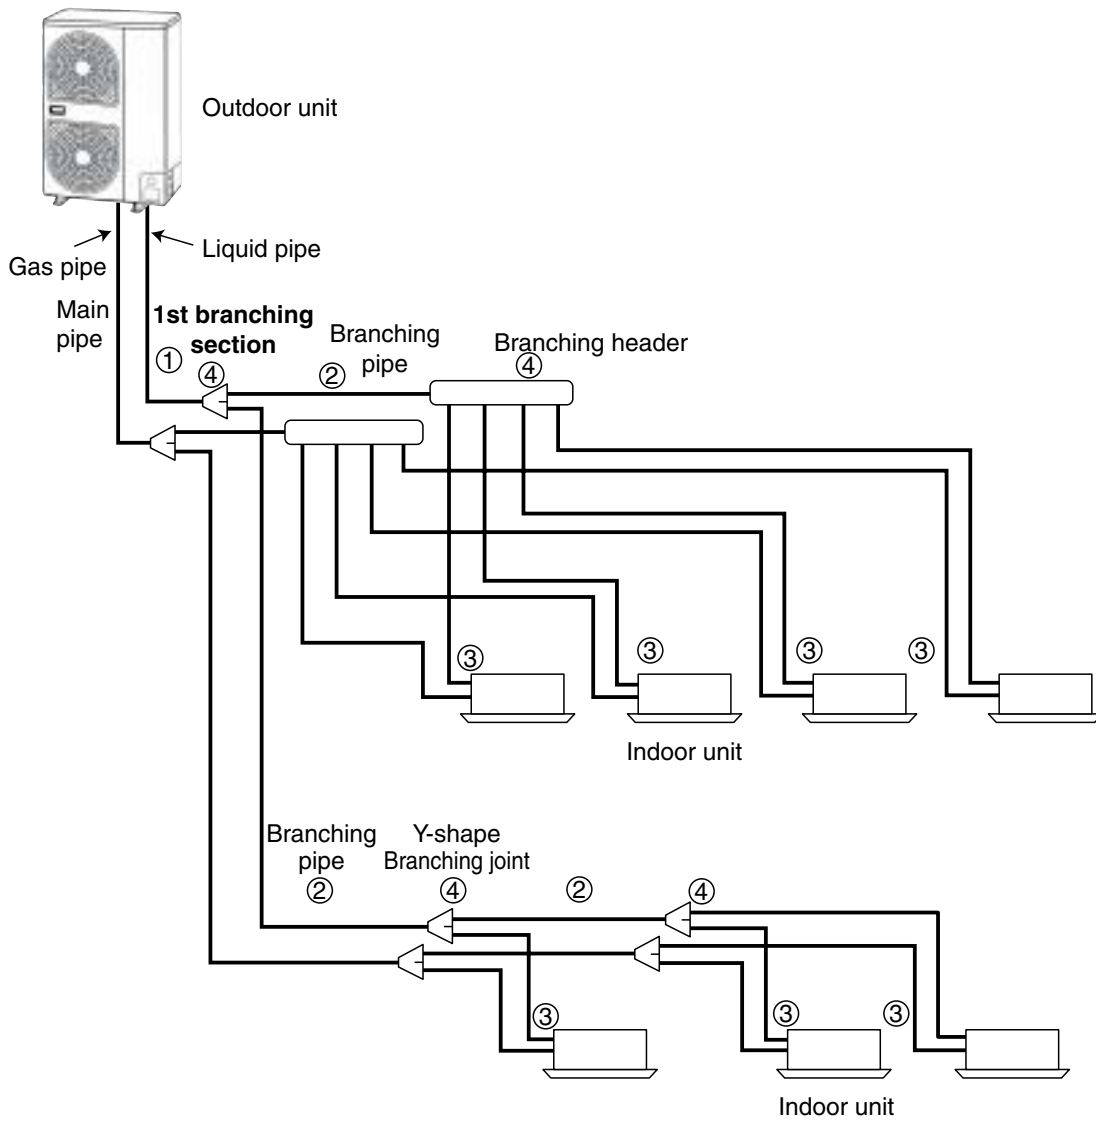 Outdoor unit
Liquid pipe
Gas pipe
Main
pipe
1st branching
section
①
④
Branching
pipe
②
Branching header
④
③
③
③
③
Indoor unit
Branching
pipe
②
Y-shape
Branching joint
④
②
④
③
③
③
Indoor unit